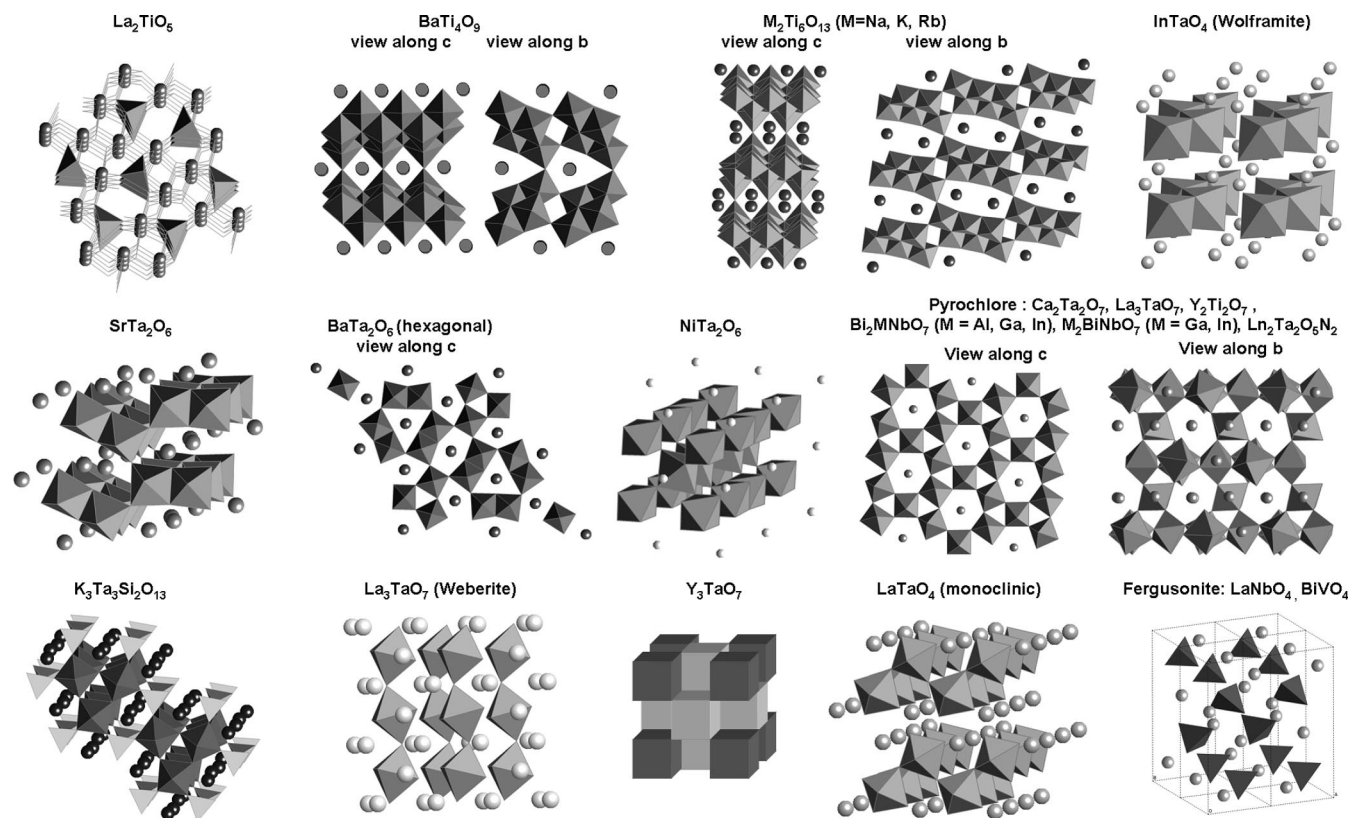 La₂TiO₅
BaTi₄O₉
view along c
view along b
M₂Ti₆O₁₃ (M=Na, K, Rb)
view along c
view along b
InTaO₄ (Wolframite)
SrTa₂O₆
BaTa₂O₆ (hexagonal)
view along c
NiTa₂O₆
Pyrochlore : Ca₂Ta₂O₇, La₃TaO₇, Y₂Ti₂O₇ ,
Bi₂MNbO₇ (M = Al, Ga, In), M₂BiNbO₇ (M = Ga, In), Ln₂Ta₂O₅N₂
View along c
View along b
K₃Ta₃Si₂O₁₃
La₃TaO₇ (Weberite)
Y₃TaO₇
LaTaO₄ (monoclinic)
Fergusonite: LaNbO₄ , BiVO₄